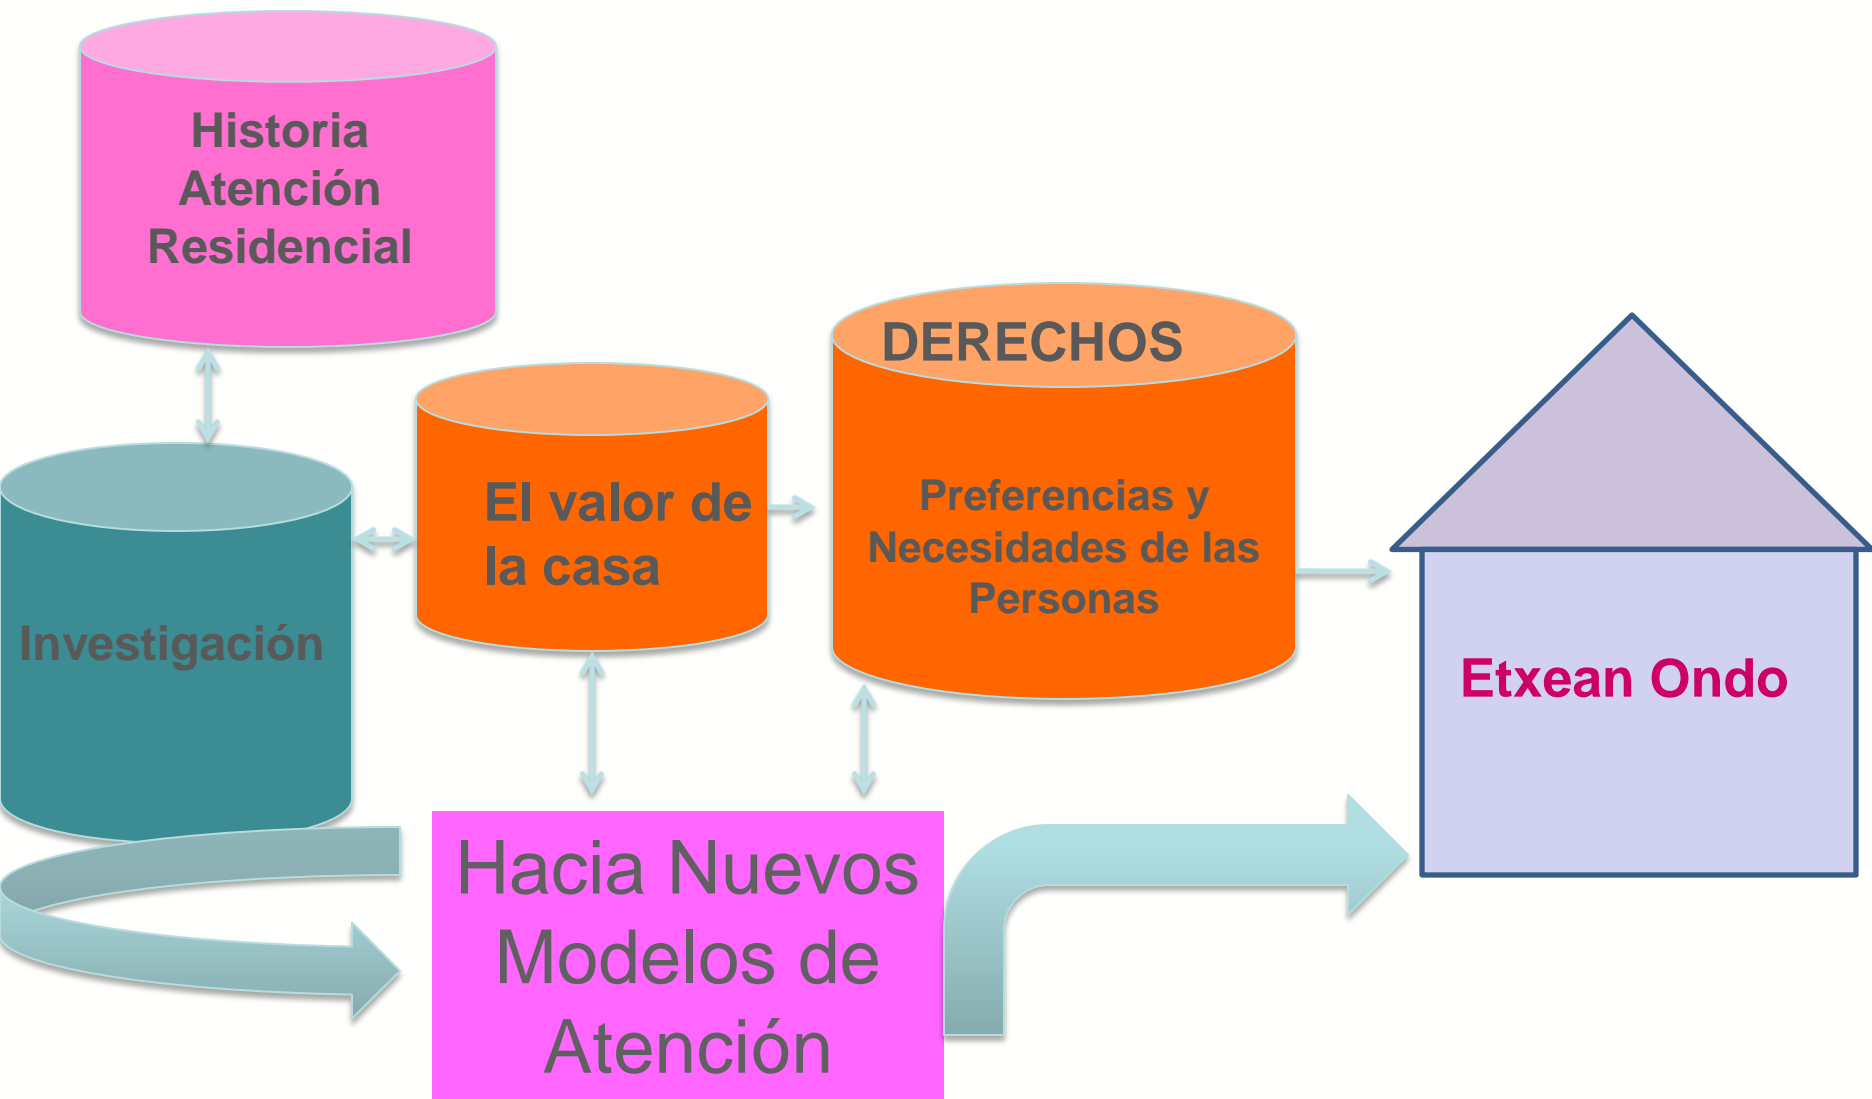 Historia
Atención
Residencial
DERECHOS
El valor de
la casa
Preferencias y
Necesidades de las
Personas
Investigación
Etxean Ondo
Hacia Nuevos
Modelos de
Atención